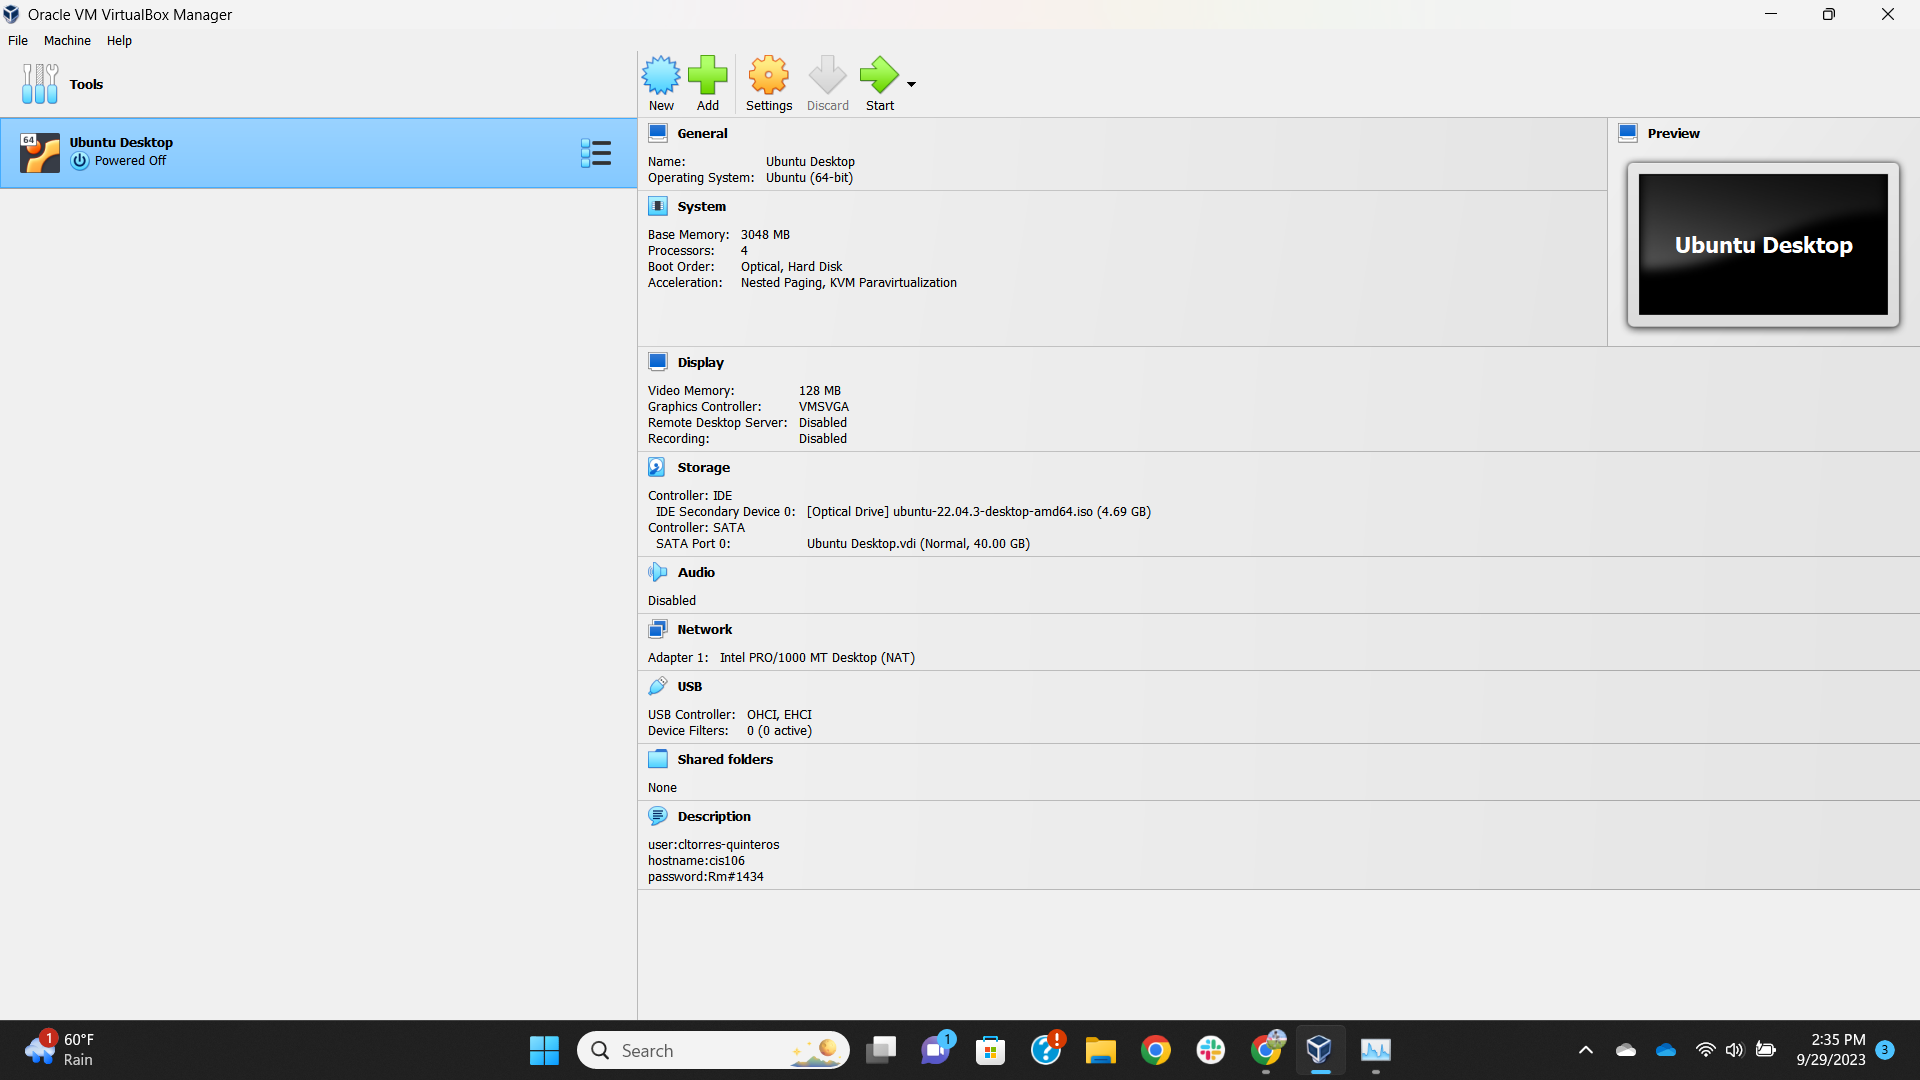 Oracle VM VirtualBox Manager
File Machine Help
Tools
New Add Settings Discard Start
64
Ubuntu Desktop
Powered Off
General
Name: Ubuntu Desktop
Operating System: Ubuntu (64-bit)
Preview
Ubuntu Desktop
System
Base Memory: 3048 MB
Processors: 4
Boot Order: Optical, Hard Disk
Acceleration: Nested Paging, KVM Paravirtualization
Display
Video Memory: 128 MB
Graphics Controller: VMSVGA
Remote Desktop Server: Disabled
Recording: Disabled
Storage
Controller: IDE
IDE Secondary Device 0: [Optical Drive] ubuntu-22.04.3-desktop-amd64.iso (4.69 GB)
Controller: SATA
SATA Port 0: Ubuntu Desktop.vdi (Normal, 40.00 GB)
Audio
Disabled
Network
Adapter 1: Intel PRO/1000 MT Desktop (NAT)
USB
USB Controller: OHCI, EHCI
Device Filters: 0 (0 active)
Shared folders
None
Description
user:cltorres-quinteros
hostname:cis106
password:Rm#1434
1
60°F
Rain
Search
1
2:35 PM
9/29/2023
3